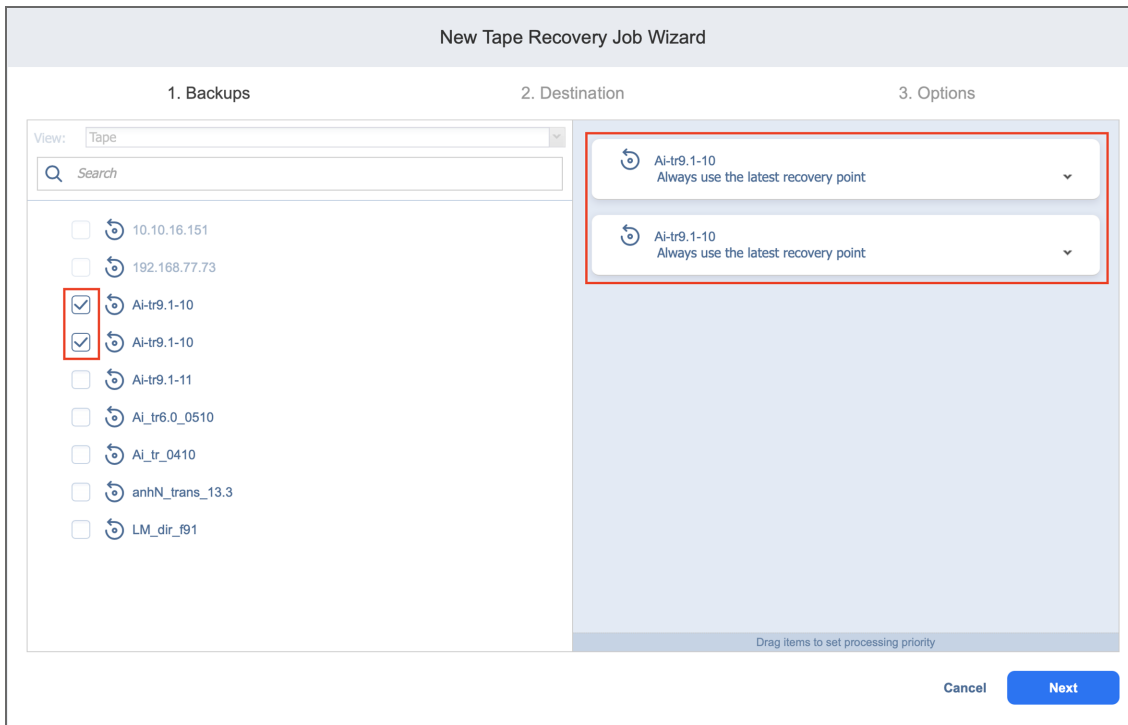 New Tape Recovery Job Wizard
1. Backups
2. Destination
3. Options
View:
Tape
Search
10.10.16.151
192.168.77.73
Ai-tr9.1-10
Ai-tr9.1-10
Ai-tr9.1-11
Ai_tr6.0_0510
Ai_tr_0410
anhN_trans_13.3
LM_dir_f91
Ai-tr9.1-10
Always use the latest recovery point
Ai-tr9.1-10
Always use the latest recovery point
Drag items to set processing priority
Cancel
Next